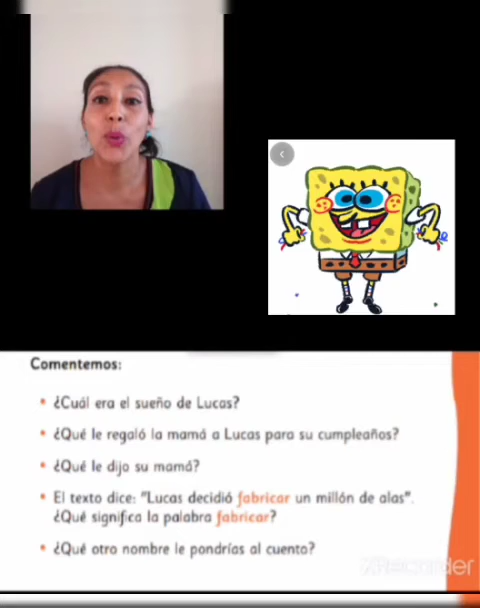 Comentemos:
• ¿Cuál era el sueño de Lucas?
• ¿Qué le regaló la mamá a Lucas para su cumpleaños?
• ¿Qué le dijo su mamá?
• El texto dice: "Lucas decidió fabricar un millón de alas".
¿Qué significa la palabra fabricar?
• ¿Qué otro nombre le pondrías al cuento?
XRecorder